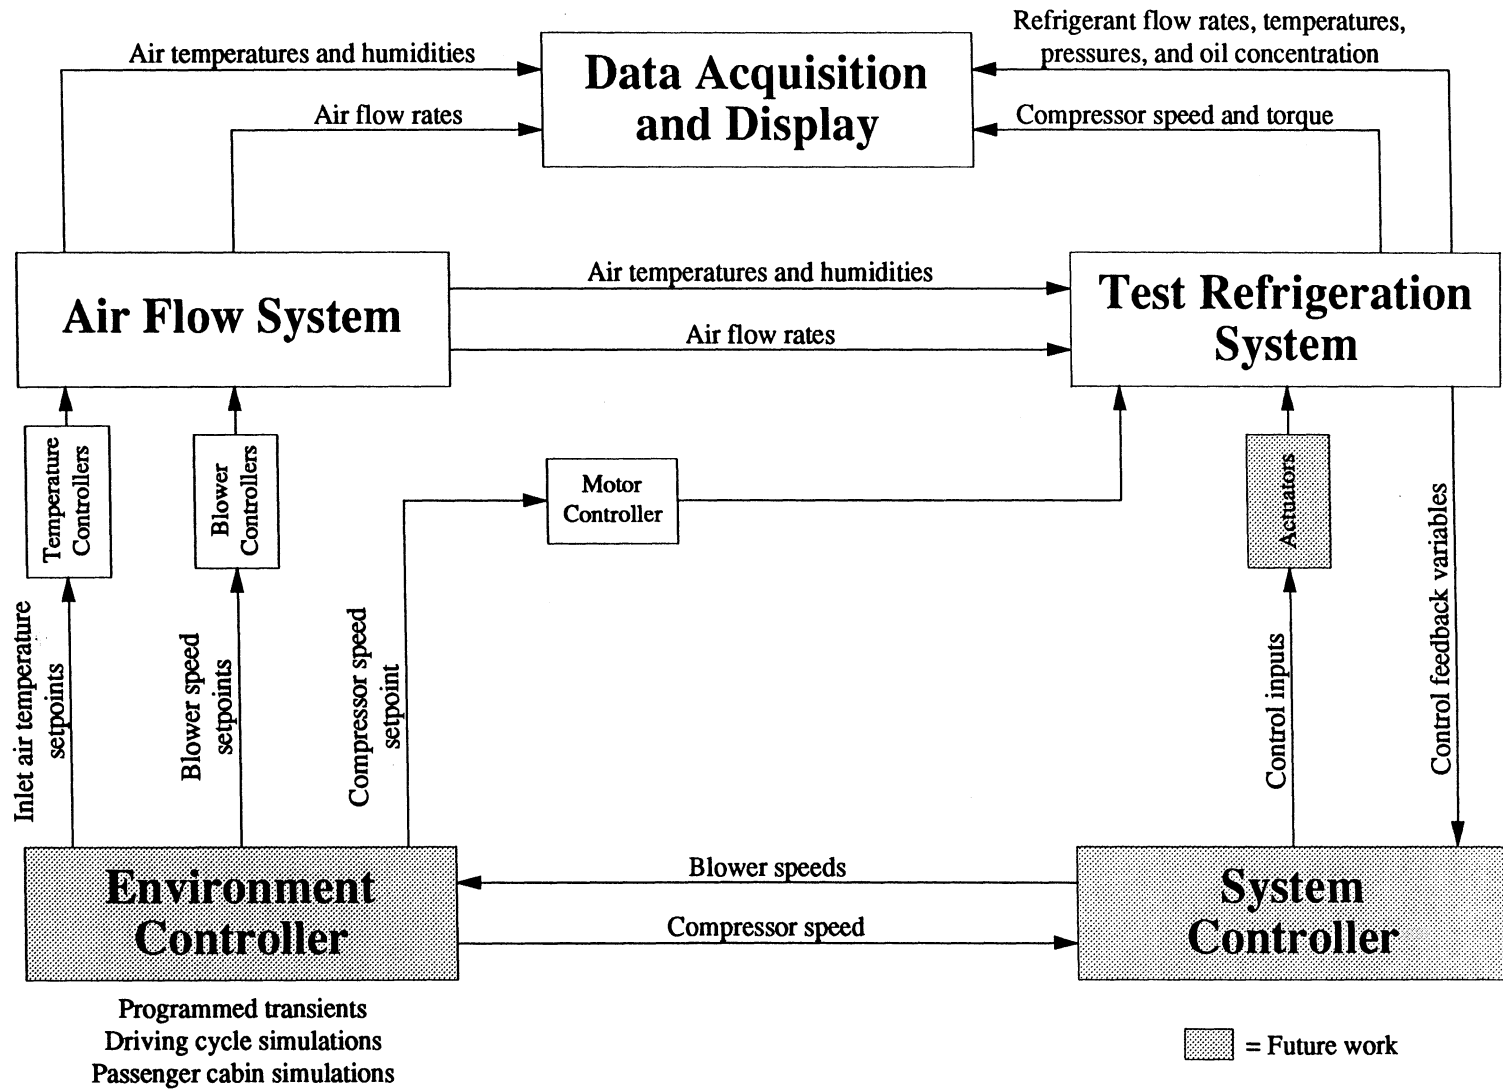 Refrigerant flow rates, temperatures,
pressures, and oil concentration
Air temperatures and humidities
Data Acquisition
and Display
Air flow rates
Compressor speed and torque
Air Flow System
Air temperatures and humidities
Air flow rates
Test Refrigeration
System
Temperature
Controllers
Blower
Controllers
Motor
Controller
Actuators
Inlet air temperature
setpoints
Blower speed
setpoints
Compressor speed
setpoint
Control inputs
Control feedback variables
Environment
Controller
Blower speeds
Compressor speed
System
Controller
Programmed transients
Driving cycle simulations
Passenger cabin simulations
= Future work